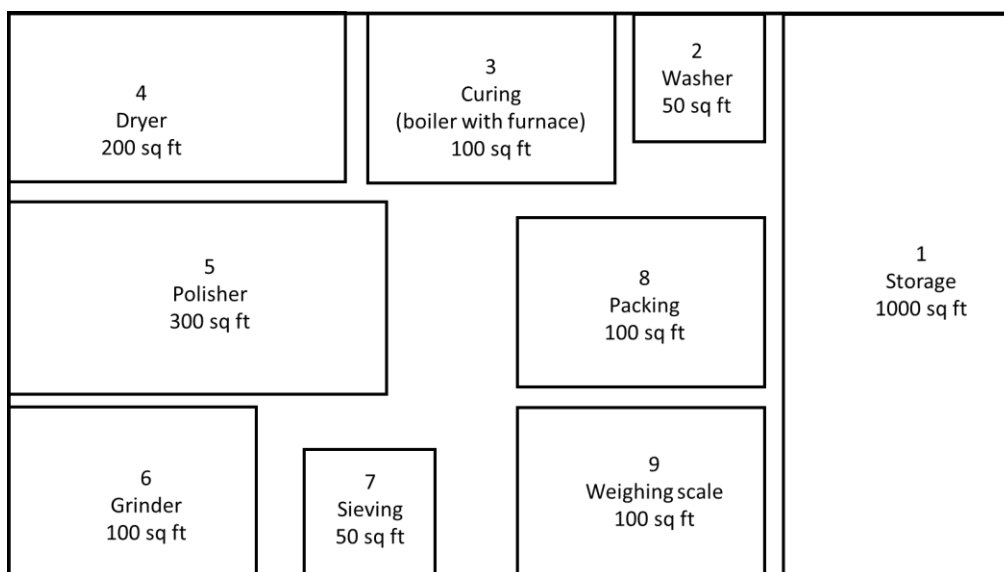 4
Dryer
200 sq ft
3
Curing
(boiler with furnace)
100 sq ft
2
Washer
50 sq ft
5
Polisher
300 sq ft
8
Packing
100 sq ft
1
Storage
1000 sq ft
6
Grinder
100 sq ft
7
Sieving
50 sq ft
9
Weighing scale
100 sq ft